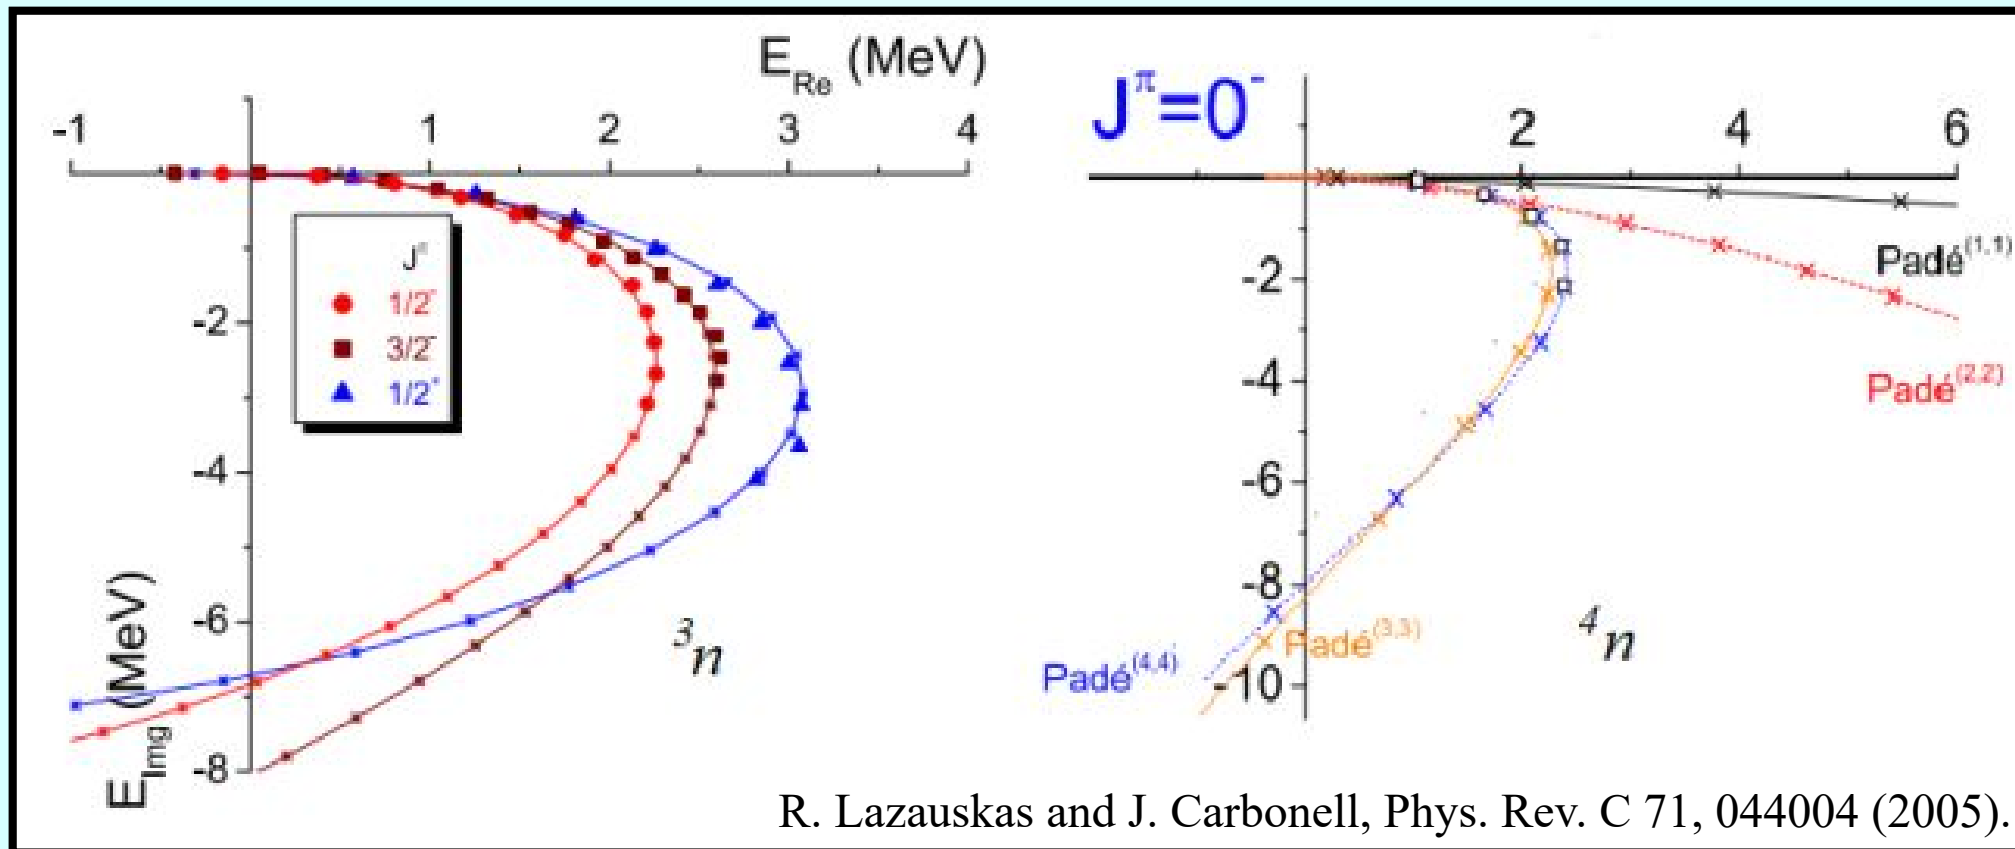 E_Re (MeV)
-1 1 2 3 4
J^π
1/2⁻
3/2⁻
1/2⁺
-2
-4
-6
-8
E_Img (MeV)
³n
J^π=0⁻
2 4 6
-2
-4
-6
-8
-10
Padé^(1,1)
Padé^(2,2)
Padé^(3,3)
Padé^(4,4)
⁴n
R. Lazauskas and J. Carbonell, Phys. Rev. C 71, 044004 (2005).